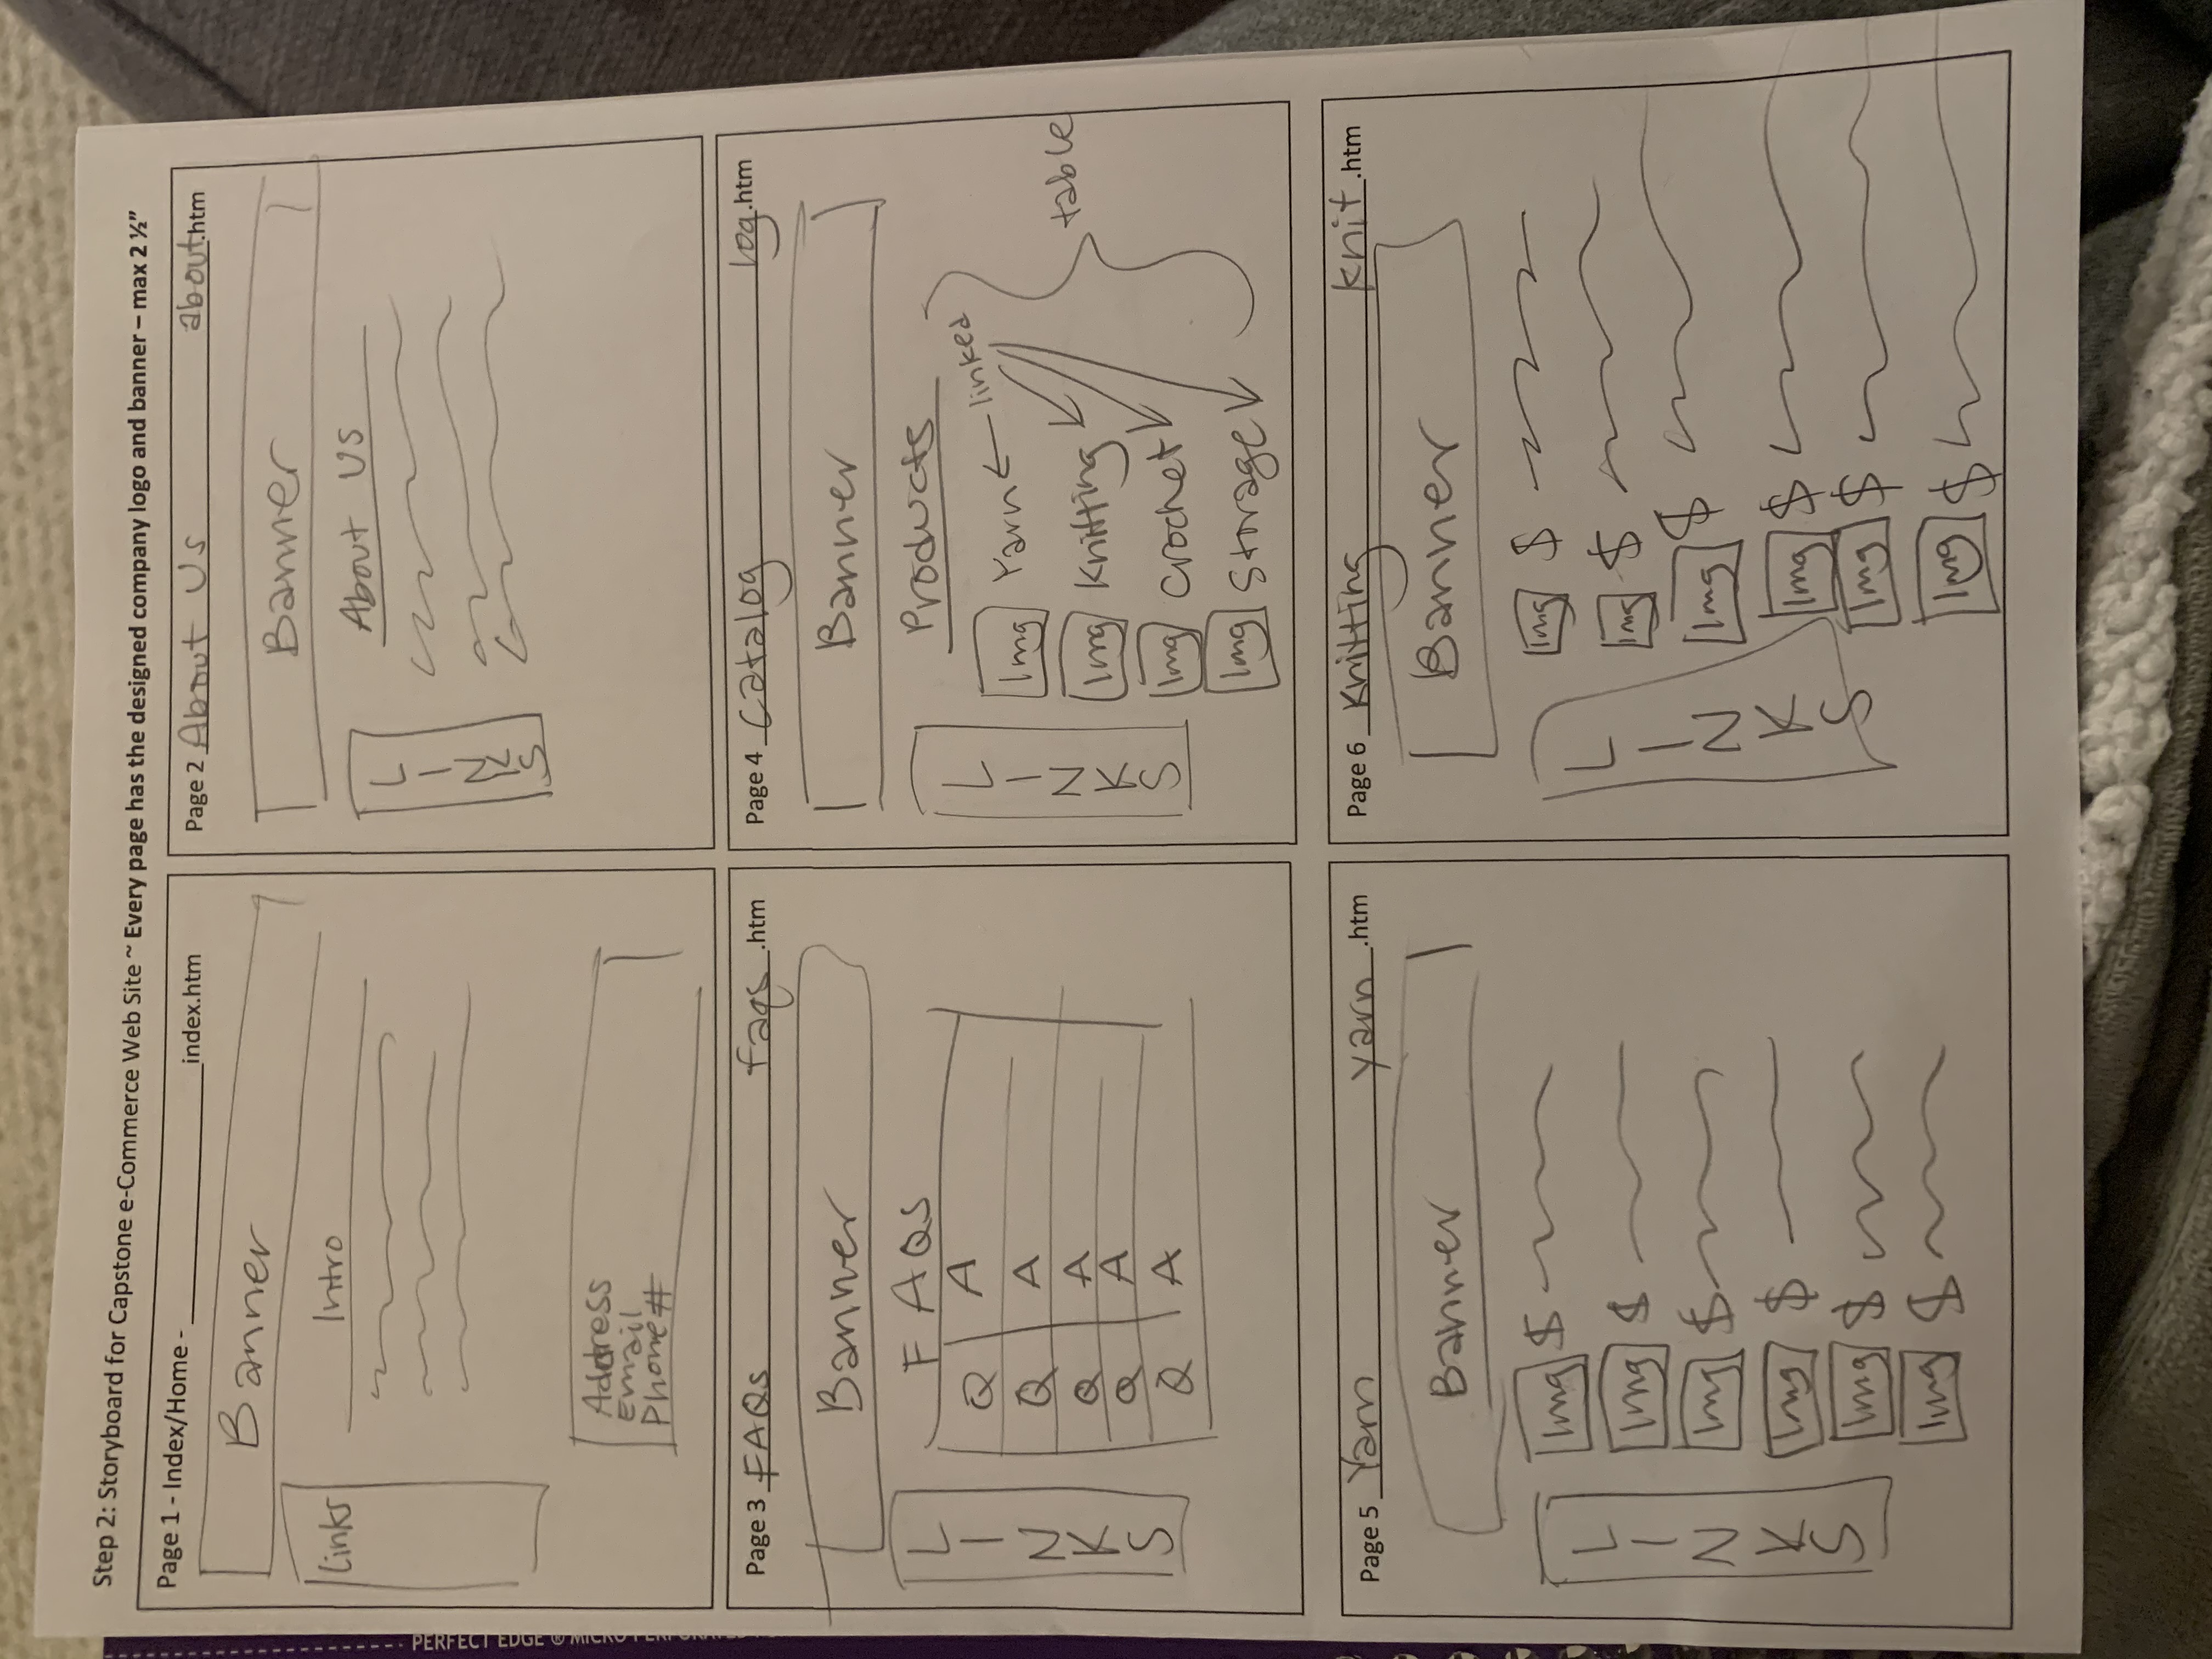 Step 2: Storyboard for Capstone e-Commerce Web Site ~ Every page has the designed company logo and banner – max 2 ½”
Page 1 - Index/Home - ____________________index.htm
Banner
Links
Intro
Address
Email
Phone #
Page 2 About Us about.htm
Banner
About US
LINKS
Page 3 FAQs faqs.htm
Banner
LINKS
FAQS
Q A
Q A
Q A
Q A
Q A
Page 4 Catalog log.htm
Banner
LINKS
Products
Img Yarn ← linked
Img Knitting
Img Crochet
Img Storage
table
Page 5 Yarn yarn.htm
Banner
LINKS
Img $
Img $
Img $
Img $
Img $
Img $
Page 6 Knitting knit.htm
Banner
LINKS
Img $
Img $
Img $
Img $
Img $
Img $
PERFECT EDGE ®